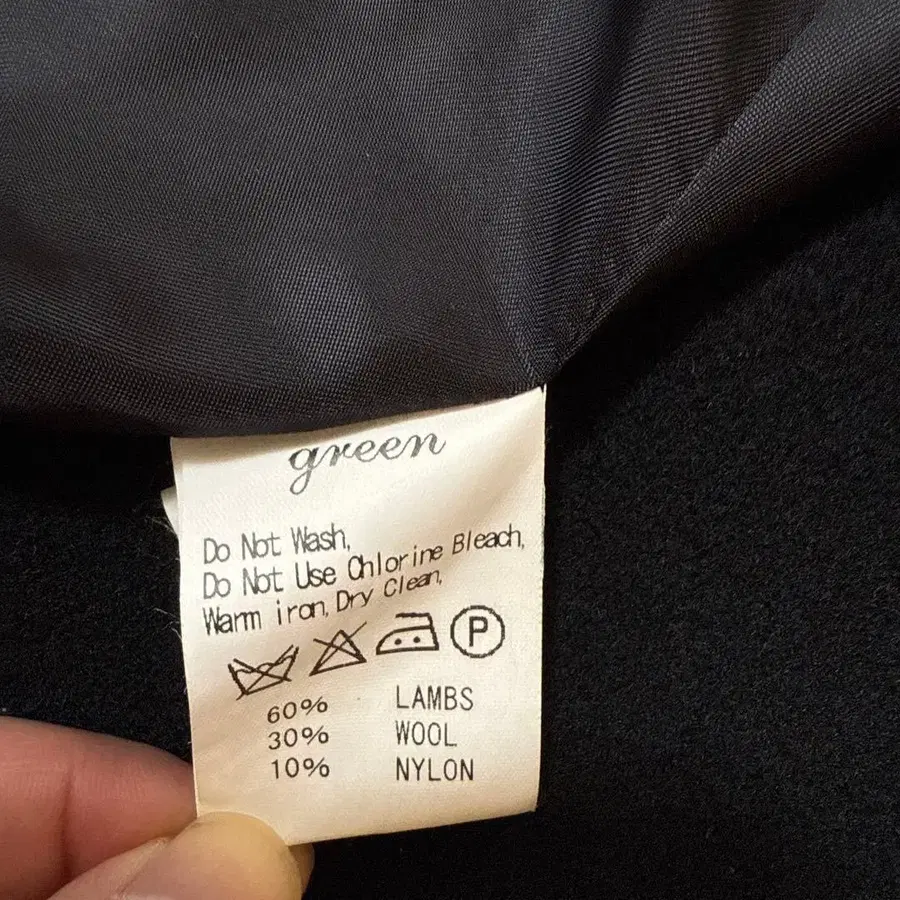 green
Do Not Wash,
Do Not Use Chlorine Bleach,
Warm iron, Dry Clean,
P
60% LAMBS
30% WOOL
10% NYLON